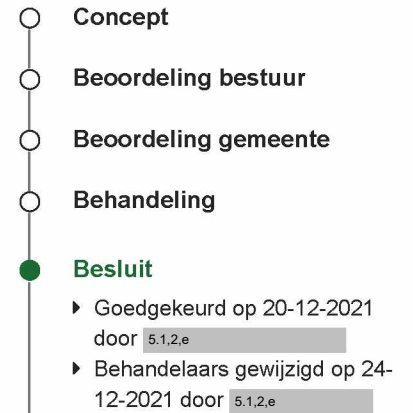 Concept
Beoordeling bestuur
Beoordeling gemeente
Behandeling
Besluit
Goedgekeurd op 20-12-2021
door 5.1,2,e
Behandelaars gewijzigd op 24-
12-2021 door 5.1,2,e